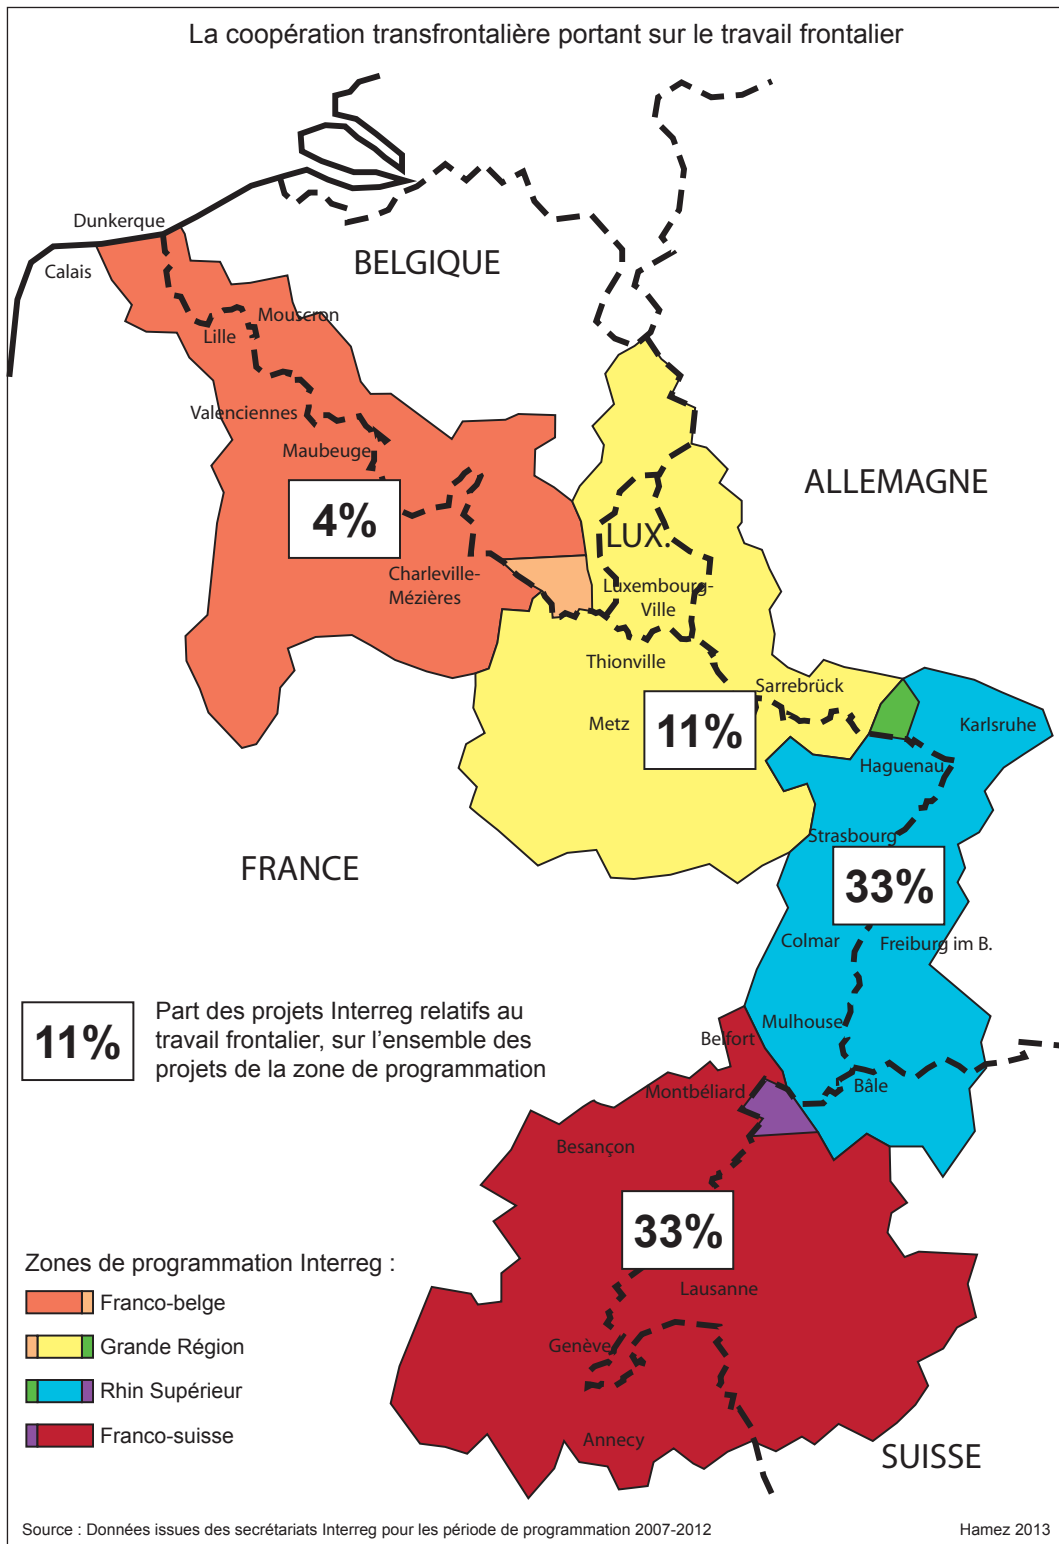 La coopération transfrontalière portant sur le travail frontalier
Dunkerque
Calais
BELGIQUE
Mouscron
Lille
Valenciennes
Maubeuge
ALLEMAGNE
4%
LUX.
Charleville-
Mézières
Luxembourg-
Ville
Thionville
Sarrebrück
Metz
11%
Karlsruhe
Haguenau
Strasbourg
FRANCE
33%
Colmar
Freiburg im B.
11%
Part des projets Interreg relatifs au
travail frontalier, sur l'ensemble des
projets de la zone de programmation
Mulhouse
Belfort
Bâle
Montbéliard
Besançon
33%
Zones de programmation Interreg :
Franco-belge
Grande Région
Rhin Supérieur
Franco-suisse
Lausanne
Genève
Annecy
SUISSE
Source : Données issues des secrétariats Interreg pour les période de programmation 2007-2012
Hamez 2013